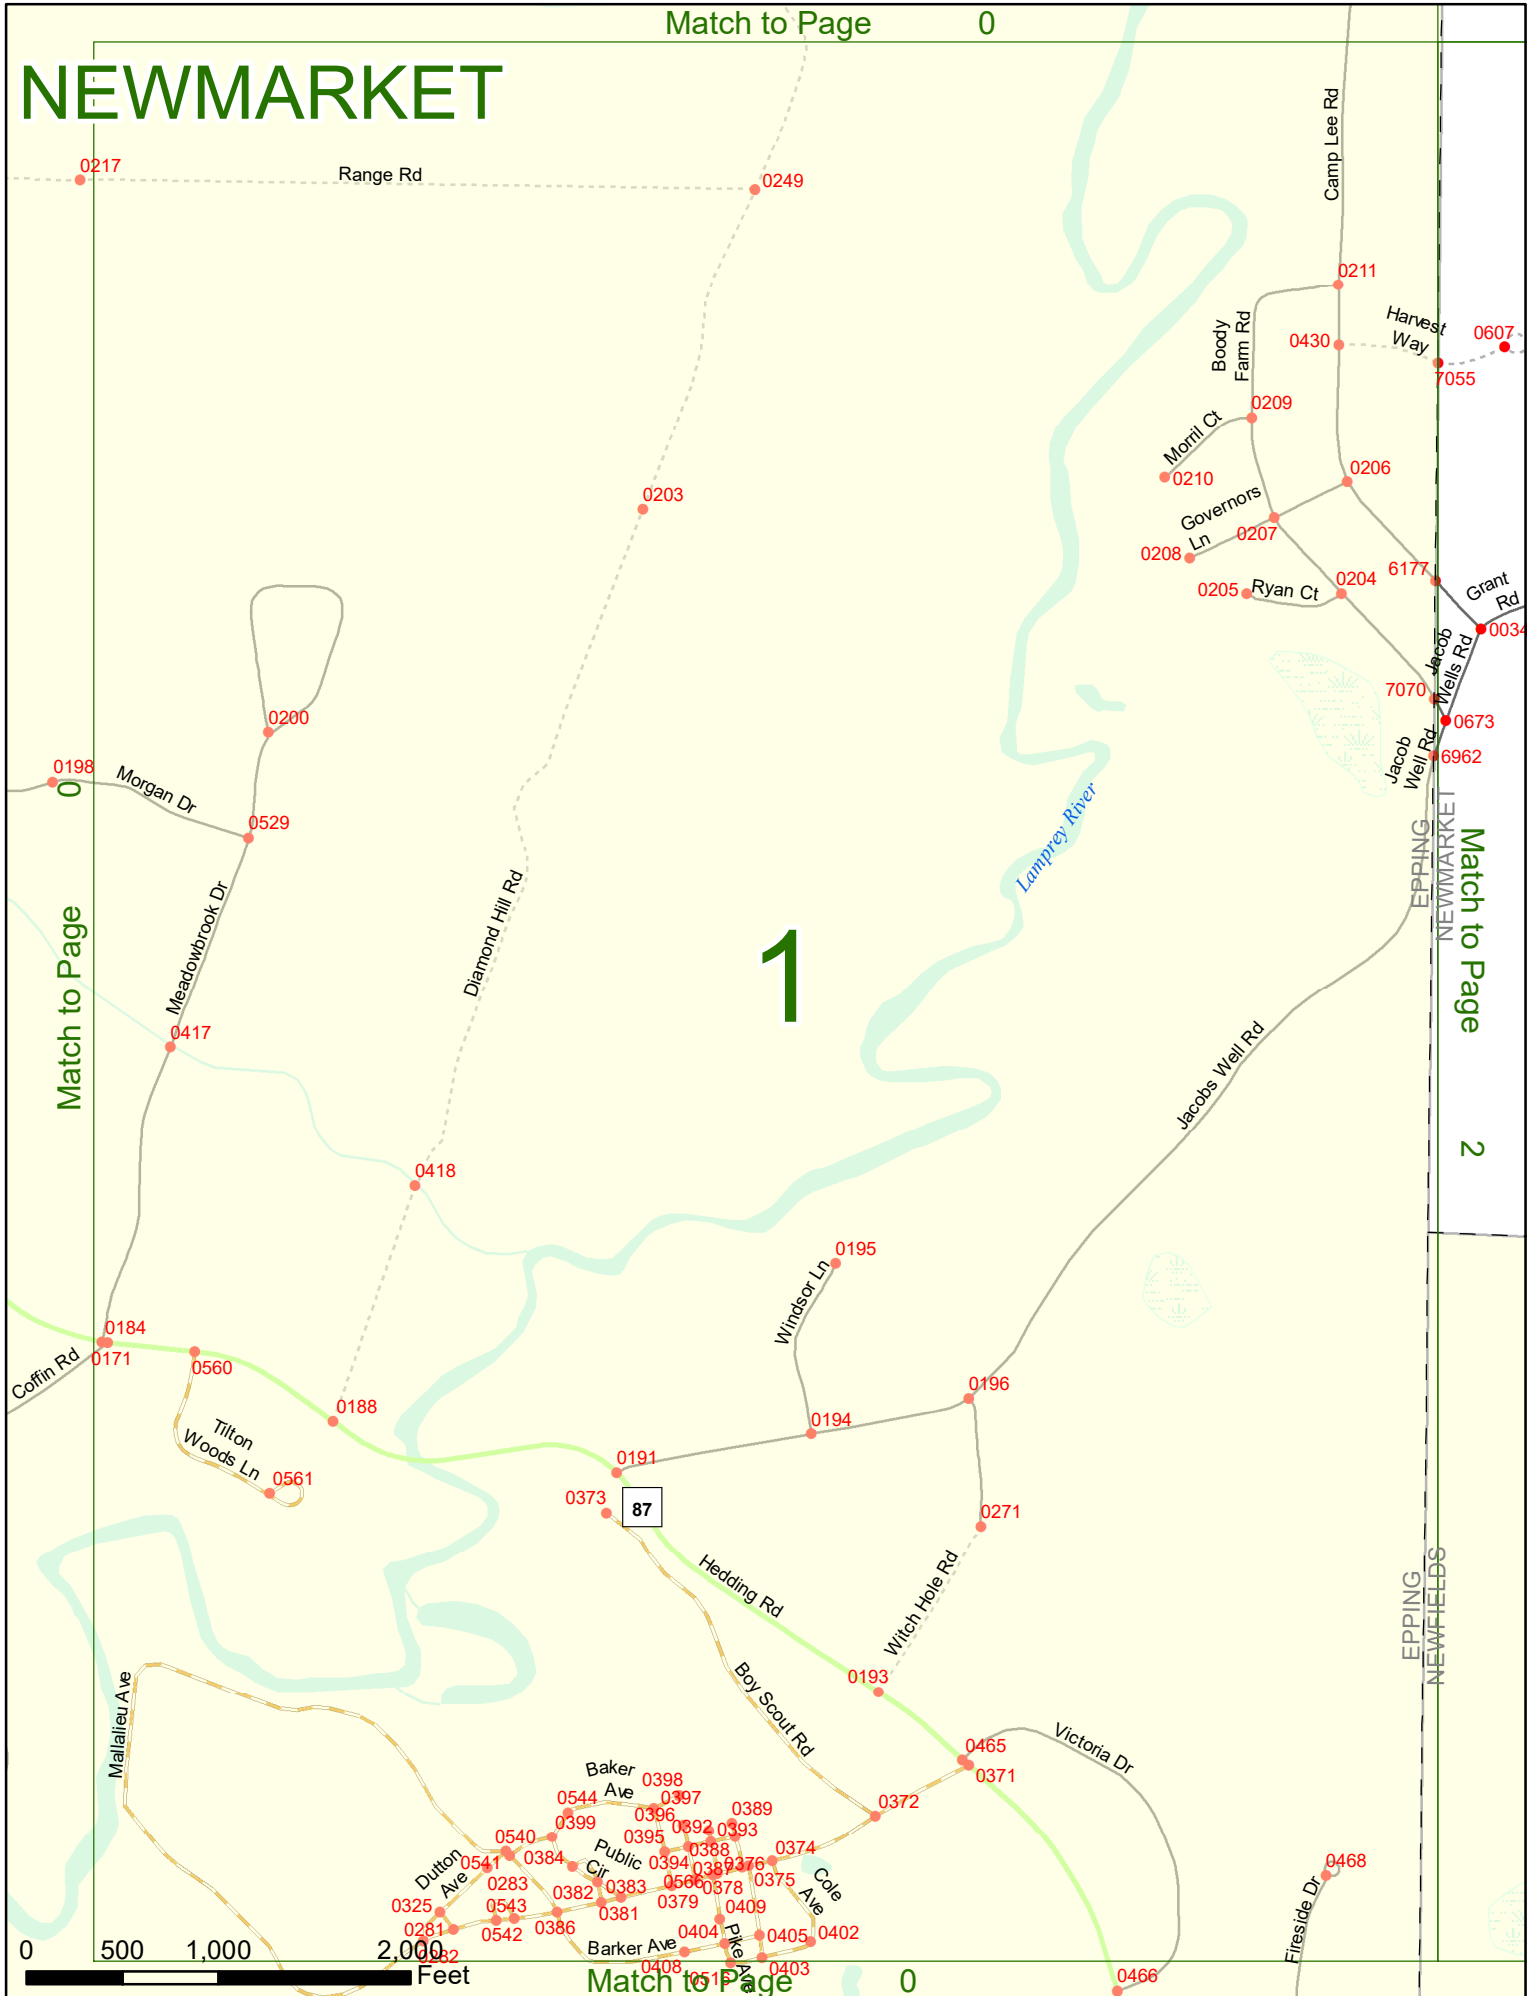 Match to Page 0
NEWMARKET
0217
Range Rd
0249
Camp Lee Rd
0211
Harvest
Way
0607
0430
7055
Boody
Farm Rd
0209
Morril Ct
0210
0206
0203
Governors
Ln
0207
0208
6177
Grant
Rd
0205
Ryan Ct
0204
0034
Jacob
Wells Rd
7070
0673
0200
Jacob
Well Rd
6962
0198
Morgan Dr
0529
0
Match to Page
Lamprey River
EPPING
NEWMARKET
Match to Page
2
Meadowbrook Dr
Diamond Hill Rd
1
0417
Jacobs Well Rd
0418
0195
Windsor Ln
0184
0171
Coffin Rd
0560
0188
0196
0194
Tilton
Woods Ln
0561
0191
0373
87
0271
Hedding Rd
Witch Hole Rd
EPPING
NEWFIELDS
0193
Mallalieu Ave
Boy Scout Rd
Victoria Dr
0465
0371
0372
Baker
Ave
0398
0397
0544
0396
0389
0399
0392
0393
0540
0395
0388
0384
Public
Cir
0394
0387
0376
0374
0375
0541
Dutton
Ave
0283
0566
0378
Cole
Ave
0468
0325
0543
0382
0383
0379
0281
0542
0386
0381
0409
0404
0405
0402
0282
Barker Ave
0408
Pike Ave
0403
0516
Fireside Dr
0466
0 500 1,000 2,000
Feet
Match to Page 0